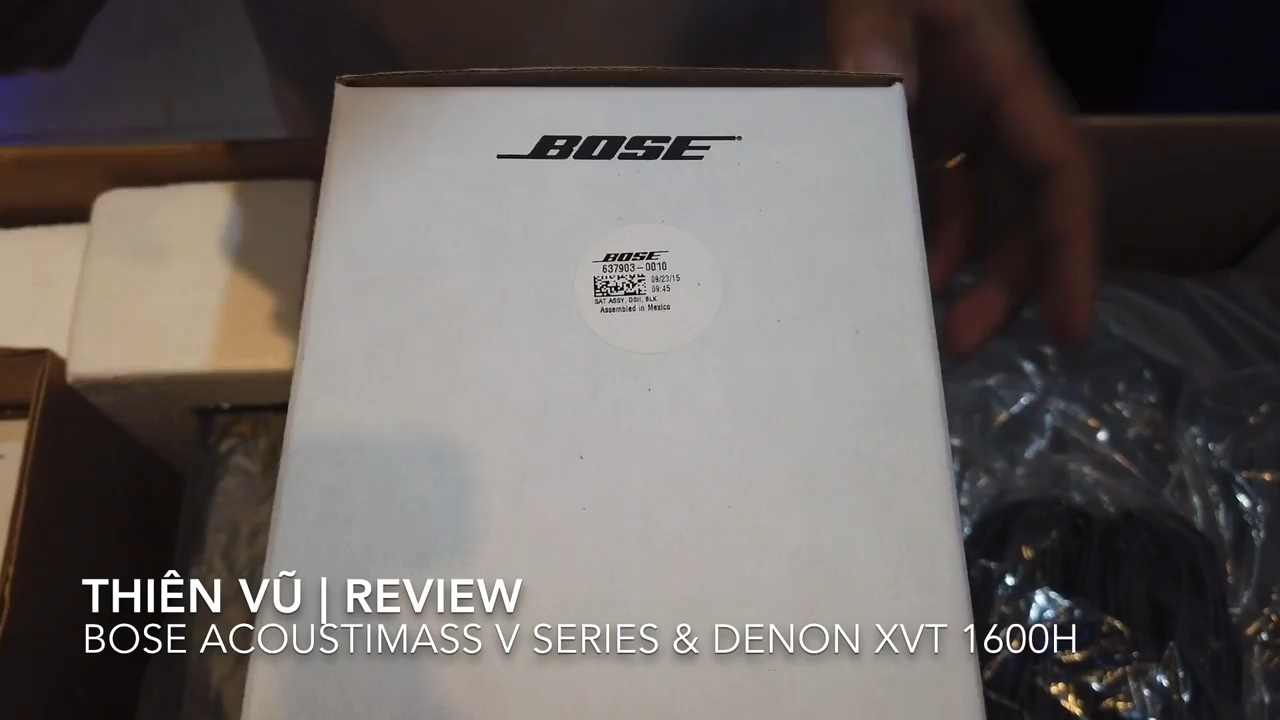 BOSE
BOSE
637903-0010
09/23/15
09:45
SAT ASSY, DSII, BLK
Assembled in Mexico
THIÊN VŨ | REVIEW
BOSE ACOUSTIMASS V SERIES & DENON XVT 1600H